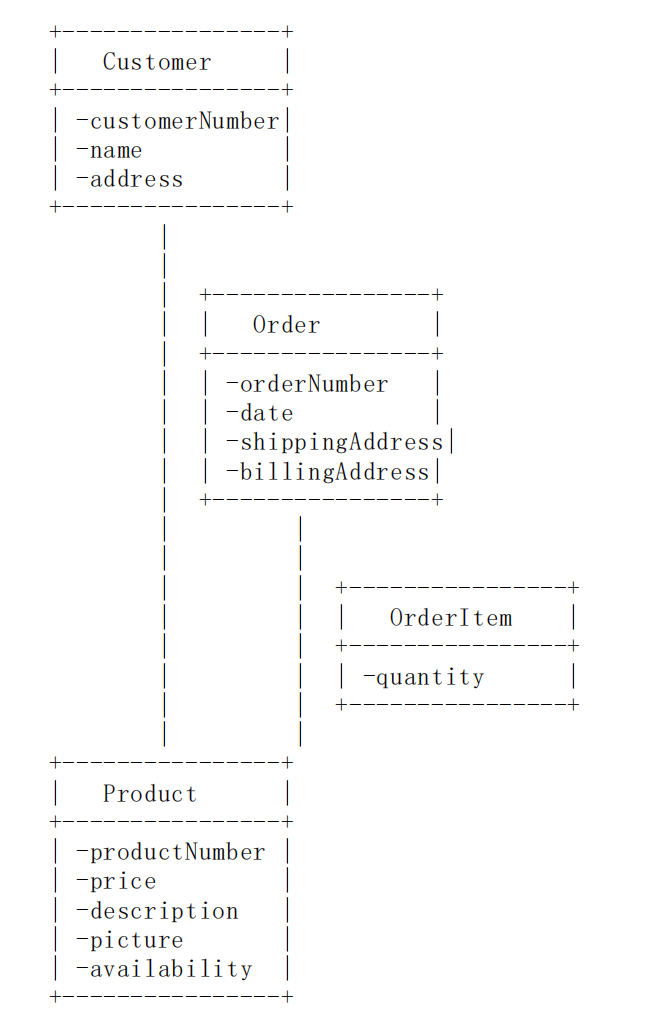 Customer
-customerNumber
-name
-address
Order
-orderNumber
-date
-shippingAddress
-billingAddress
OrderItem
-quantity
Product
-productNumber
-price
-description
-picture
-availability